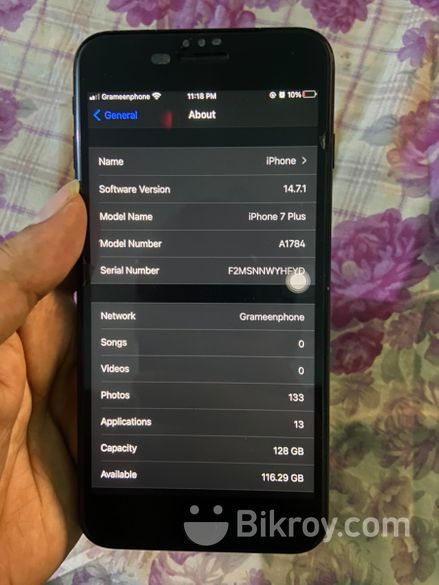 Grameenphone 11:18 PM 10%
General About
Name iPhone
Software Version 14.7.1
Model Name iPhone 7 Plus
Model Number A1784
Serial Number
Network Grameenphone
Songs 0
Videos 0
Photos 133
Applications 13
Capacity 128 GB
Available 116.29 GB
Bikroy.com